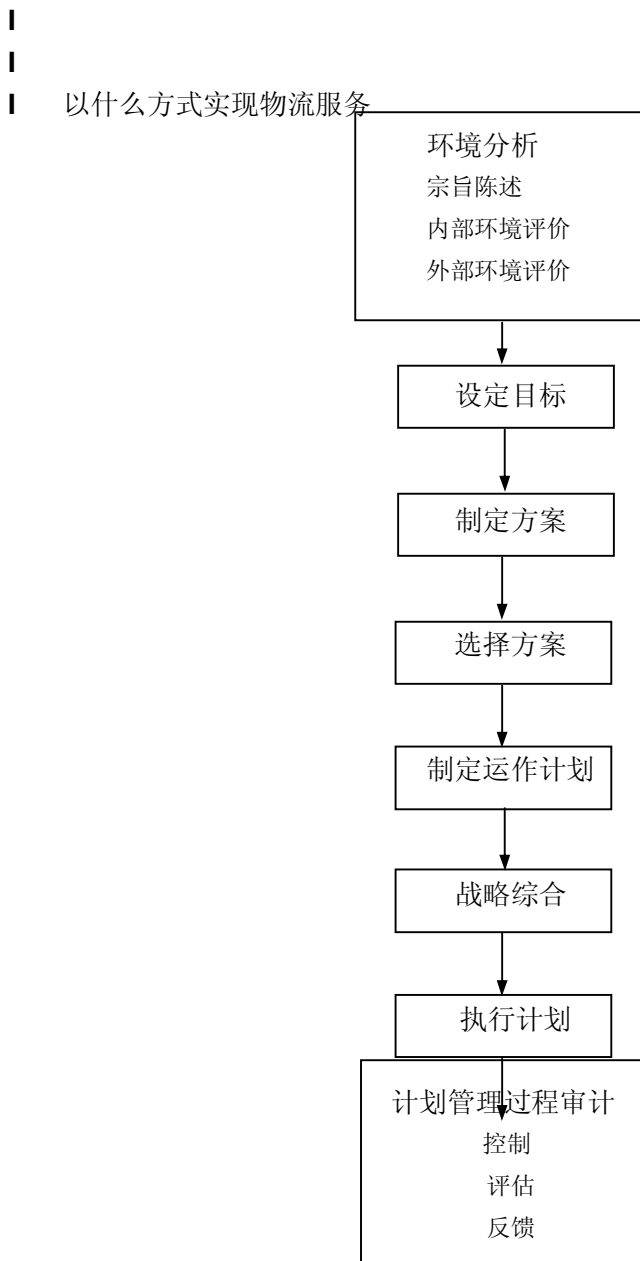 以什么方式实现物流服务
环境分析
宗旨陈述
内部环境评价
外部环境评价
设定目标
制定方案
选择方案
制定运作计划
战略综合
执行计划
计划管理过程审计
控制
评估
反馈